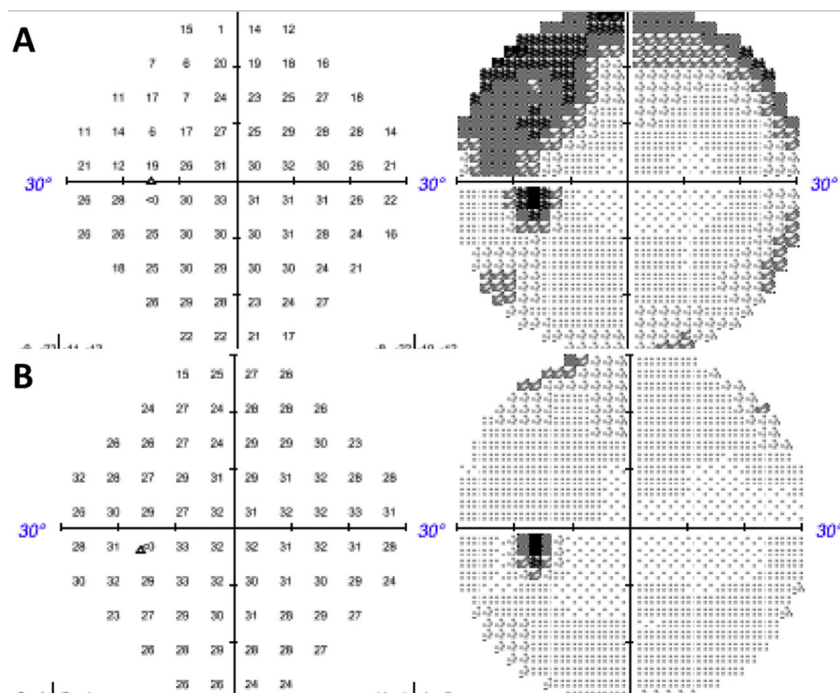 A
15 1 14 12
7 6 20 19 18 16
11 17 7 24 23 25 27 18
11 14 6 17 27 25 29 28 28 14
21 12 19 26 31 30 32 30 26 21
30° 30°
26 28 <0 30 33 31 31 31 26 22
26 26 25 30 30 30 31 28 24 16
18 25 30 29 30 30 24 21
26 29 28 23 24 27
22 22 21 17
B
15 25 27 26
24 27 24 28 28 26
26 26 27 24 29 29 30 23
32 28 27 29 31 29 31 32 28 28
26 30 29 27 31 32 32 32 33 31
30° 30°
28 31 <0 33 32 32 31 32 31 28
30 32 29 33 32 30 31 30 29 24
23 27 29 30 31 28 29 27
26 28 29 28 28 27
26 26 24 24